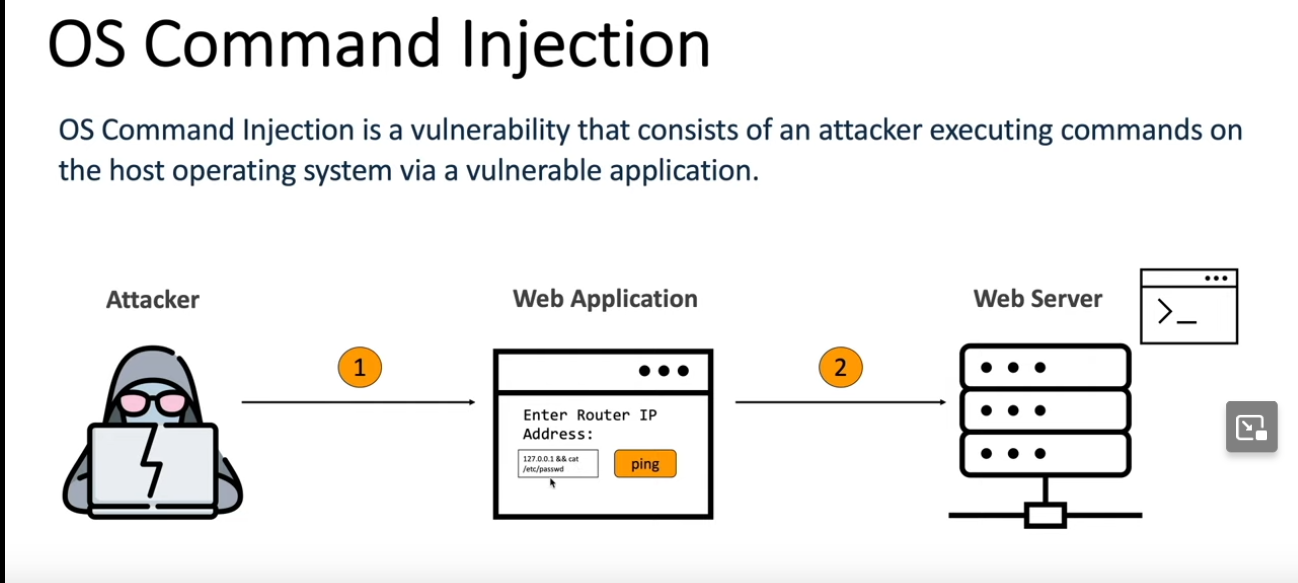 OS Command Injection
OS Command Injection is a vulnerability that consists of an attacker executing commands on
the host operating system via a vulnerable application.
Attacker
Web Application
Web Server
>_
1
2
Enter Router IP
Address:
127.0.0.1 && cat
/etc/passwd
ping